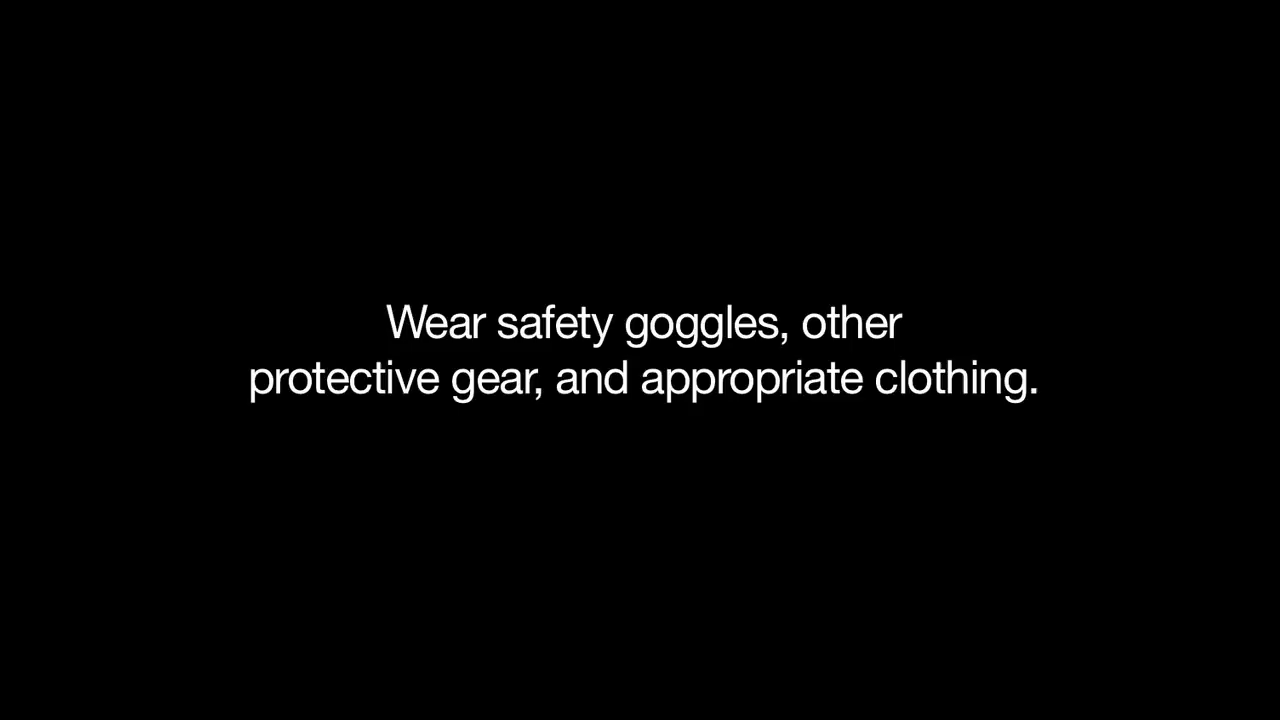 Wear safety goggles, other
protective gear, and appropriate clothing.